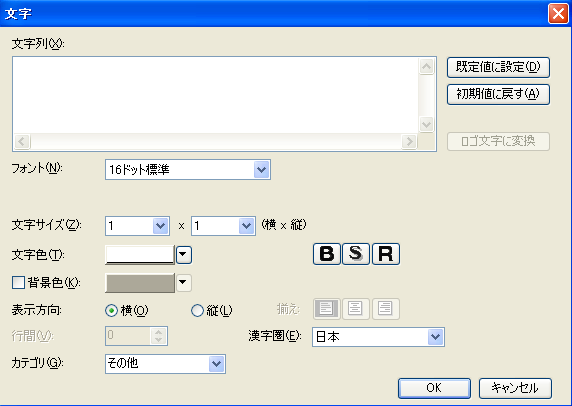 文字
文字列(X):
既定値に設定(D)
初期値に戻す(A)
ロゴ文字に変換
フォント(N): 16ドット標準
文字サイズ(Z): 1 x 1 (横 x 縦)
文字色(T): B S R
背景色(K):
表示方向: 横(O) 縦(L) 揃え
行間(V): 0 漢字圏(E): 日本
カテゴリ(G): その他
OK キャンセル